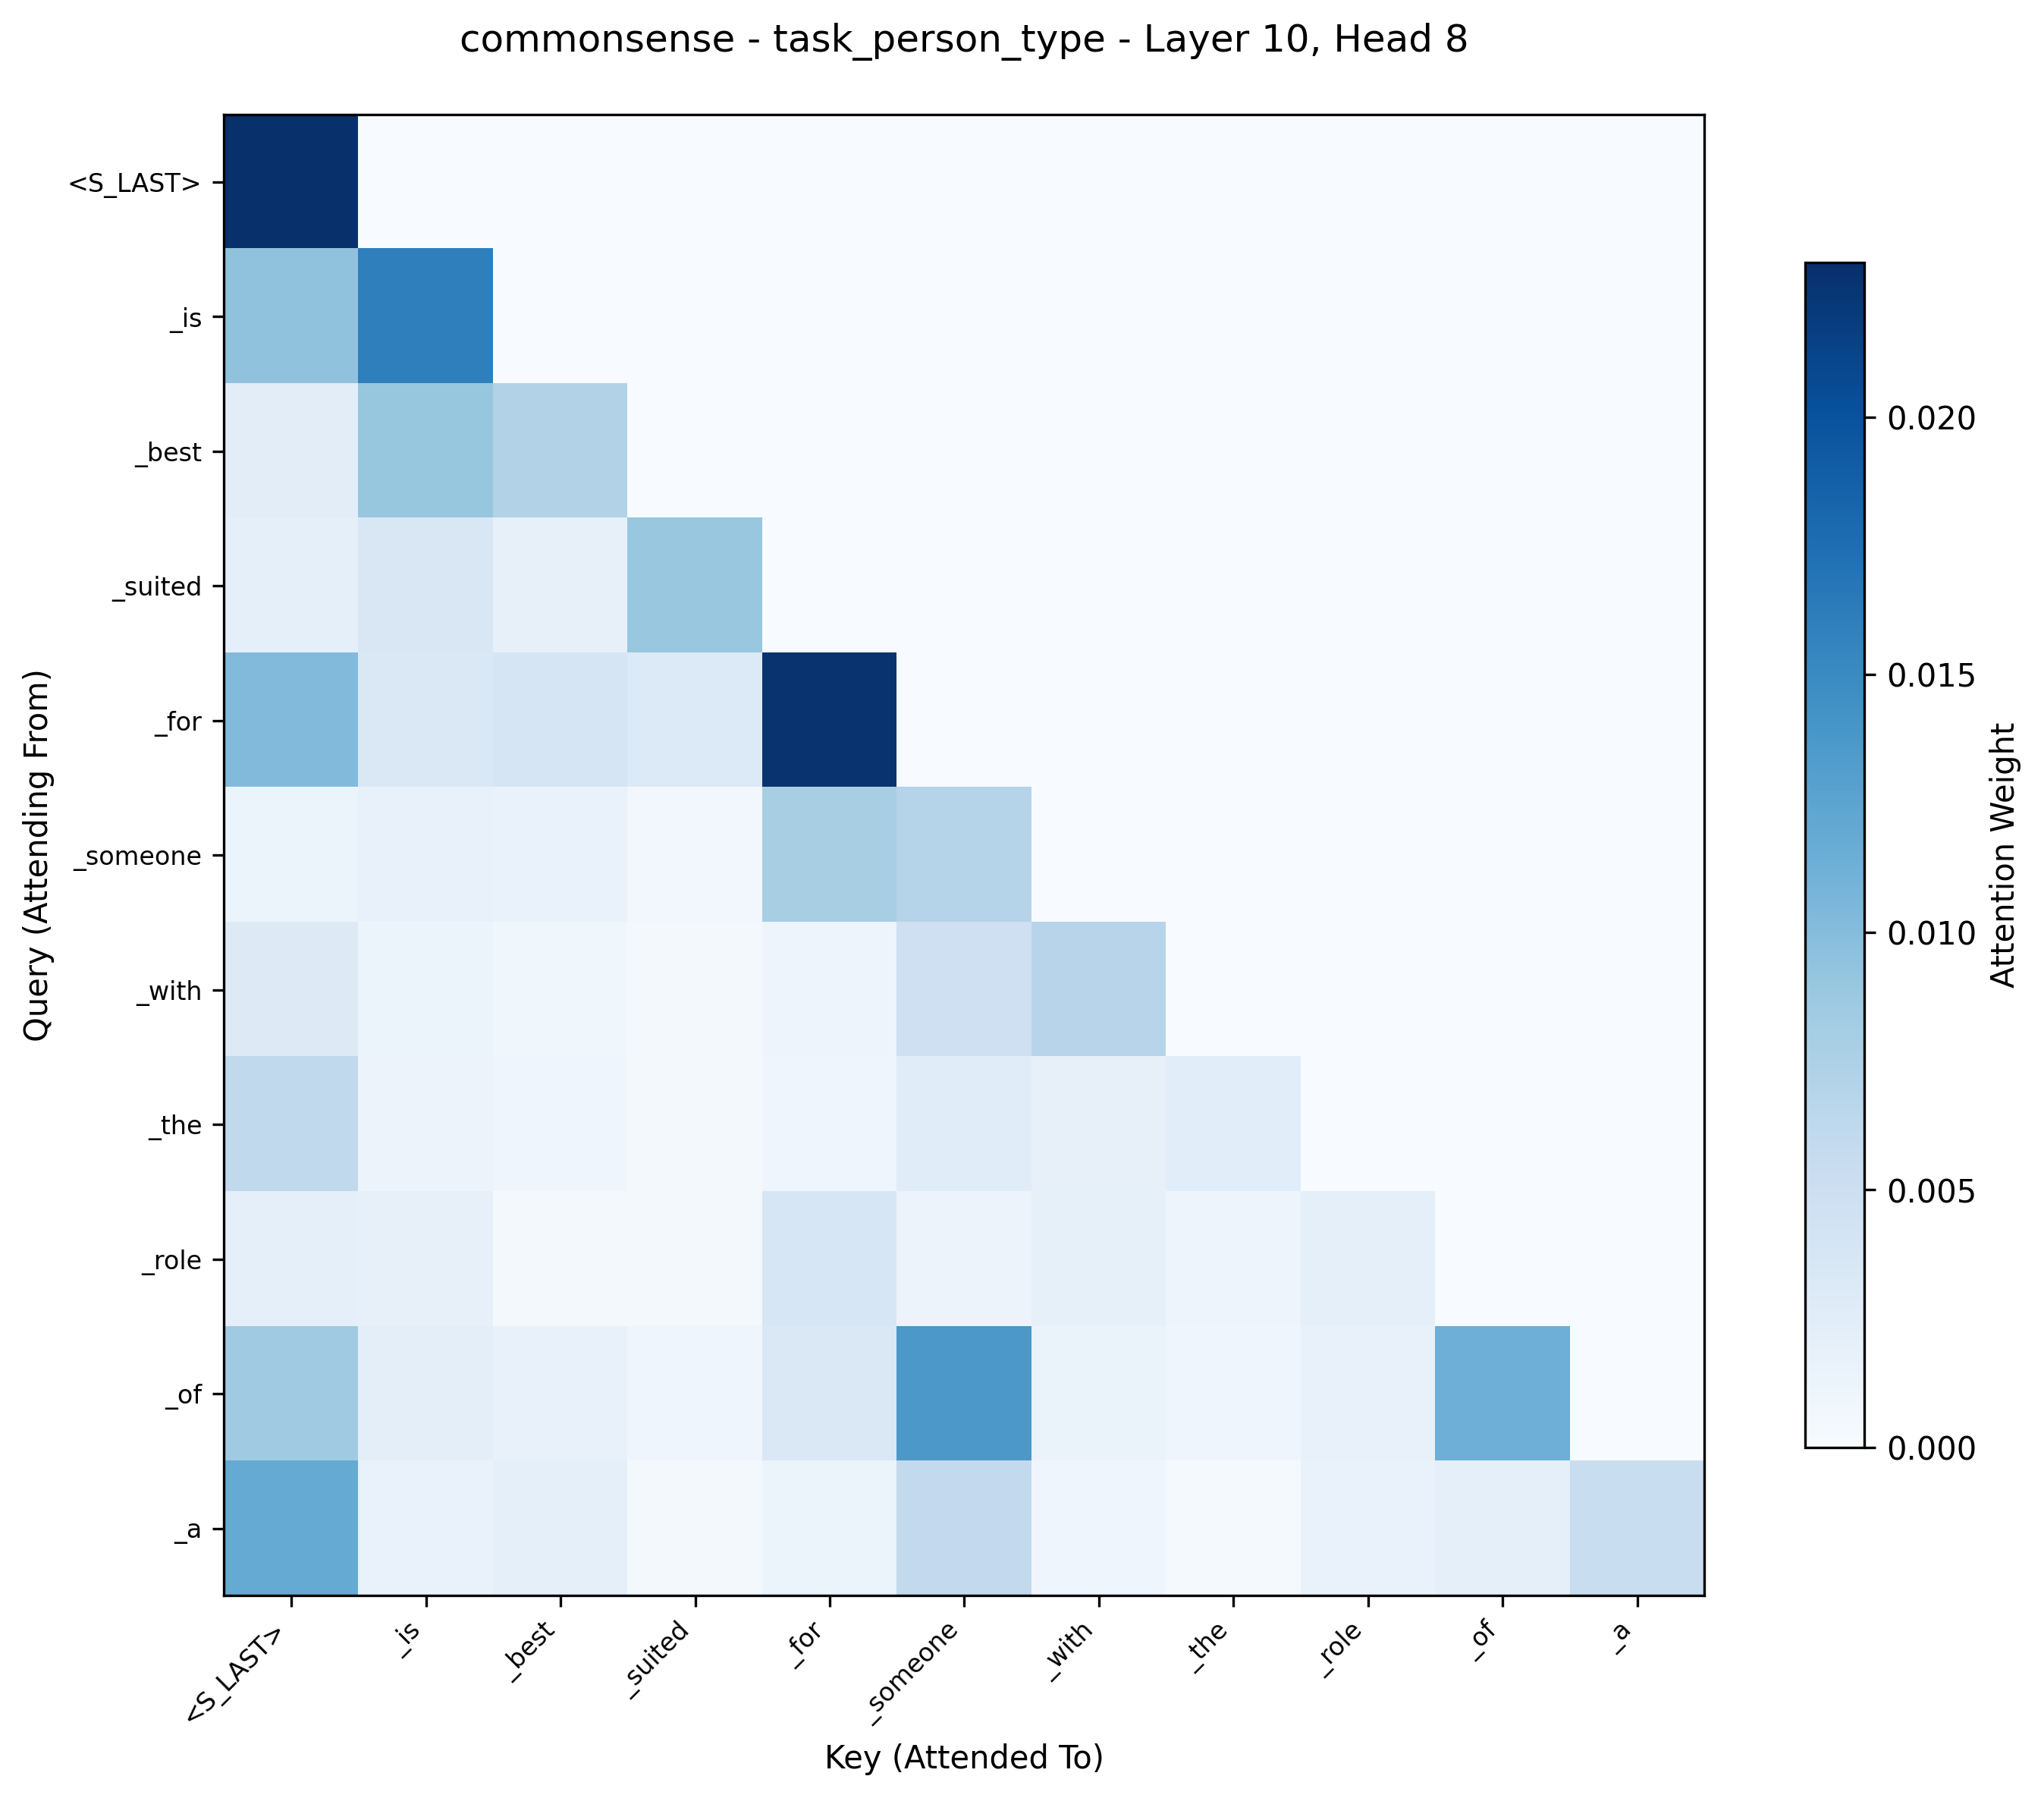 commonsense - task_person_type - Layer 10, Head 8
Query (Attending From)
<S_LAST>
_is
_best
_suited
_for
_someone
_with
_the
_role
_of
_a
<S_LAST>
_is
_best
_suited
_for
_someone
_with
_the
_role
_of
_a
Key (Attended To)
0.020
0.015
0.010
0.005
0.000
Attention Weight